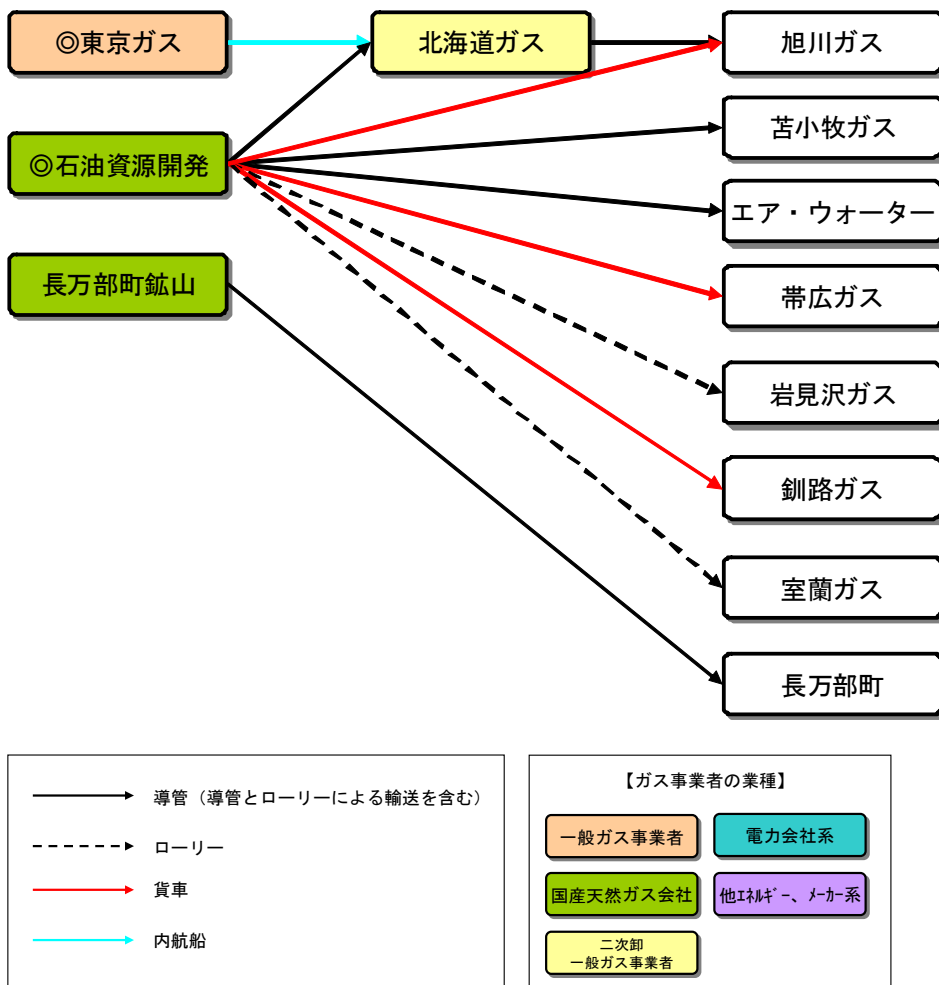 ◎東京ガス
北海道ガス
旭川ガス
苫小牧ガス
◎石油資源開発
エア・ウォーター
長万部町鉱山
帯広ガス
岩見沢ガス
釧路ガス
室蘭ガス
長万部町
導管（導管とローリーによる輸送を含む）
ローリー
貨車
内航船
【ガス事業者の業種】
一般ガス事業者
電力会社系
国産天然ガス会社
他ｴﾈﾙｷﾞｰ、ﾒｰｶｰ系
二次卸
一般ガス事業者